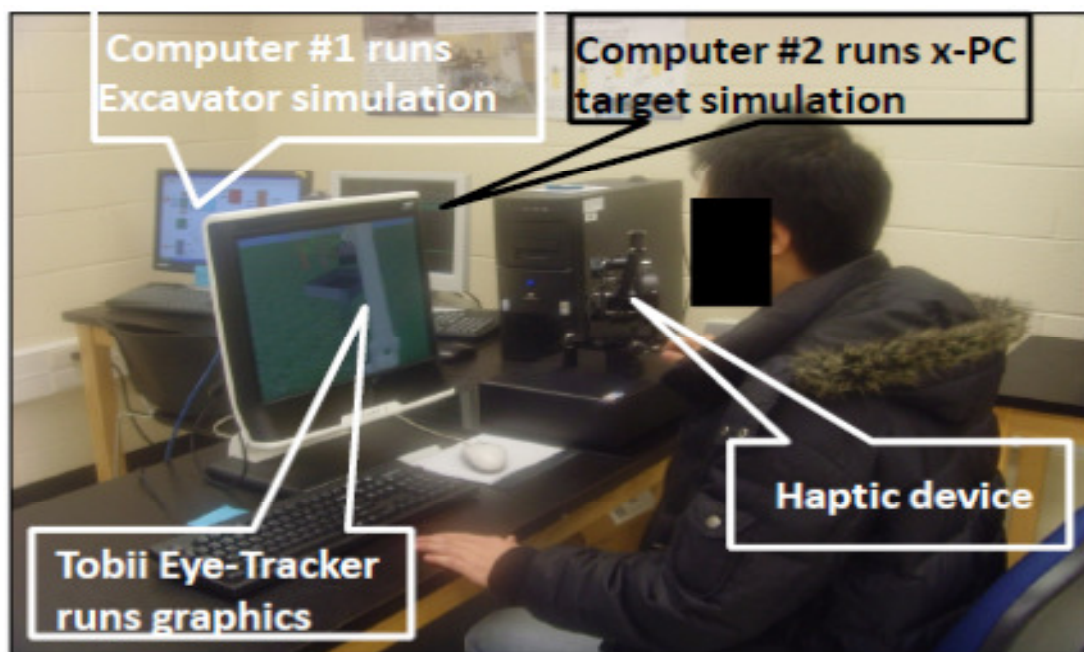 Computer #1 runs
Excavator simulation
Computer #2 runs x-PC
target simulation
Haptic device
Tobii Eye-Tracker
runs graphics